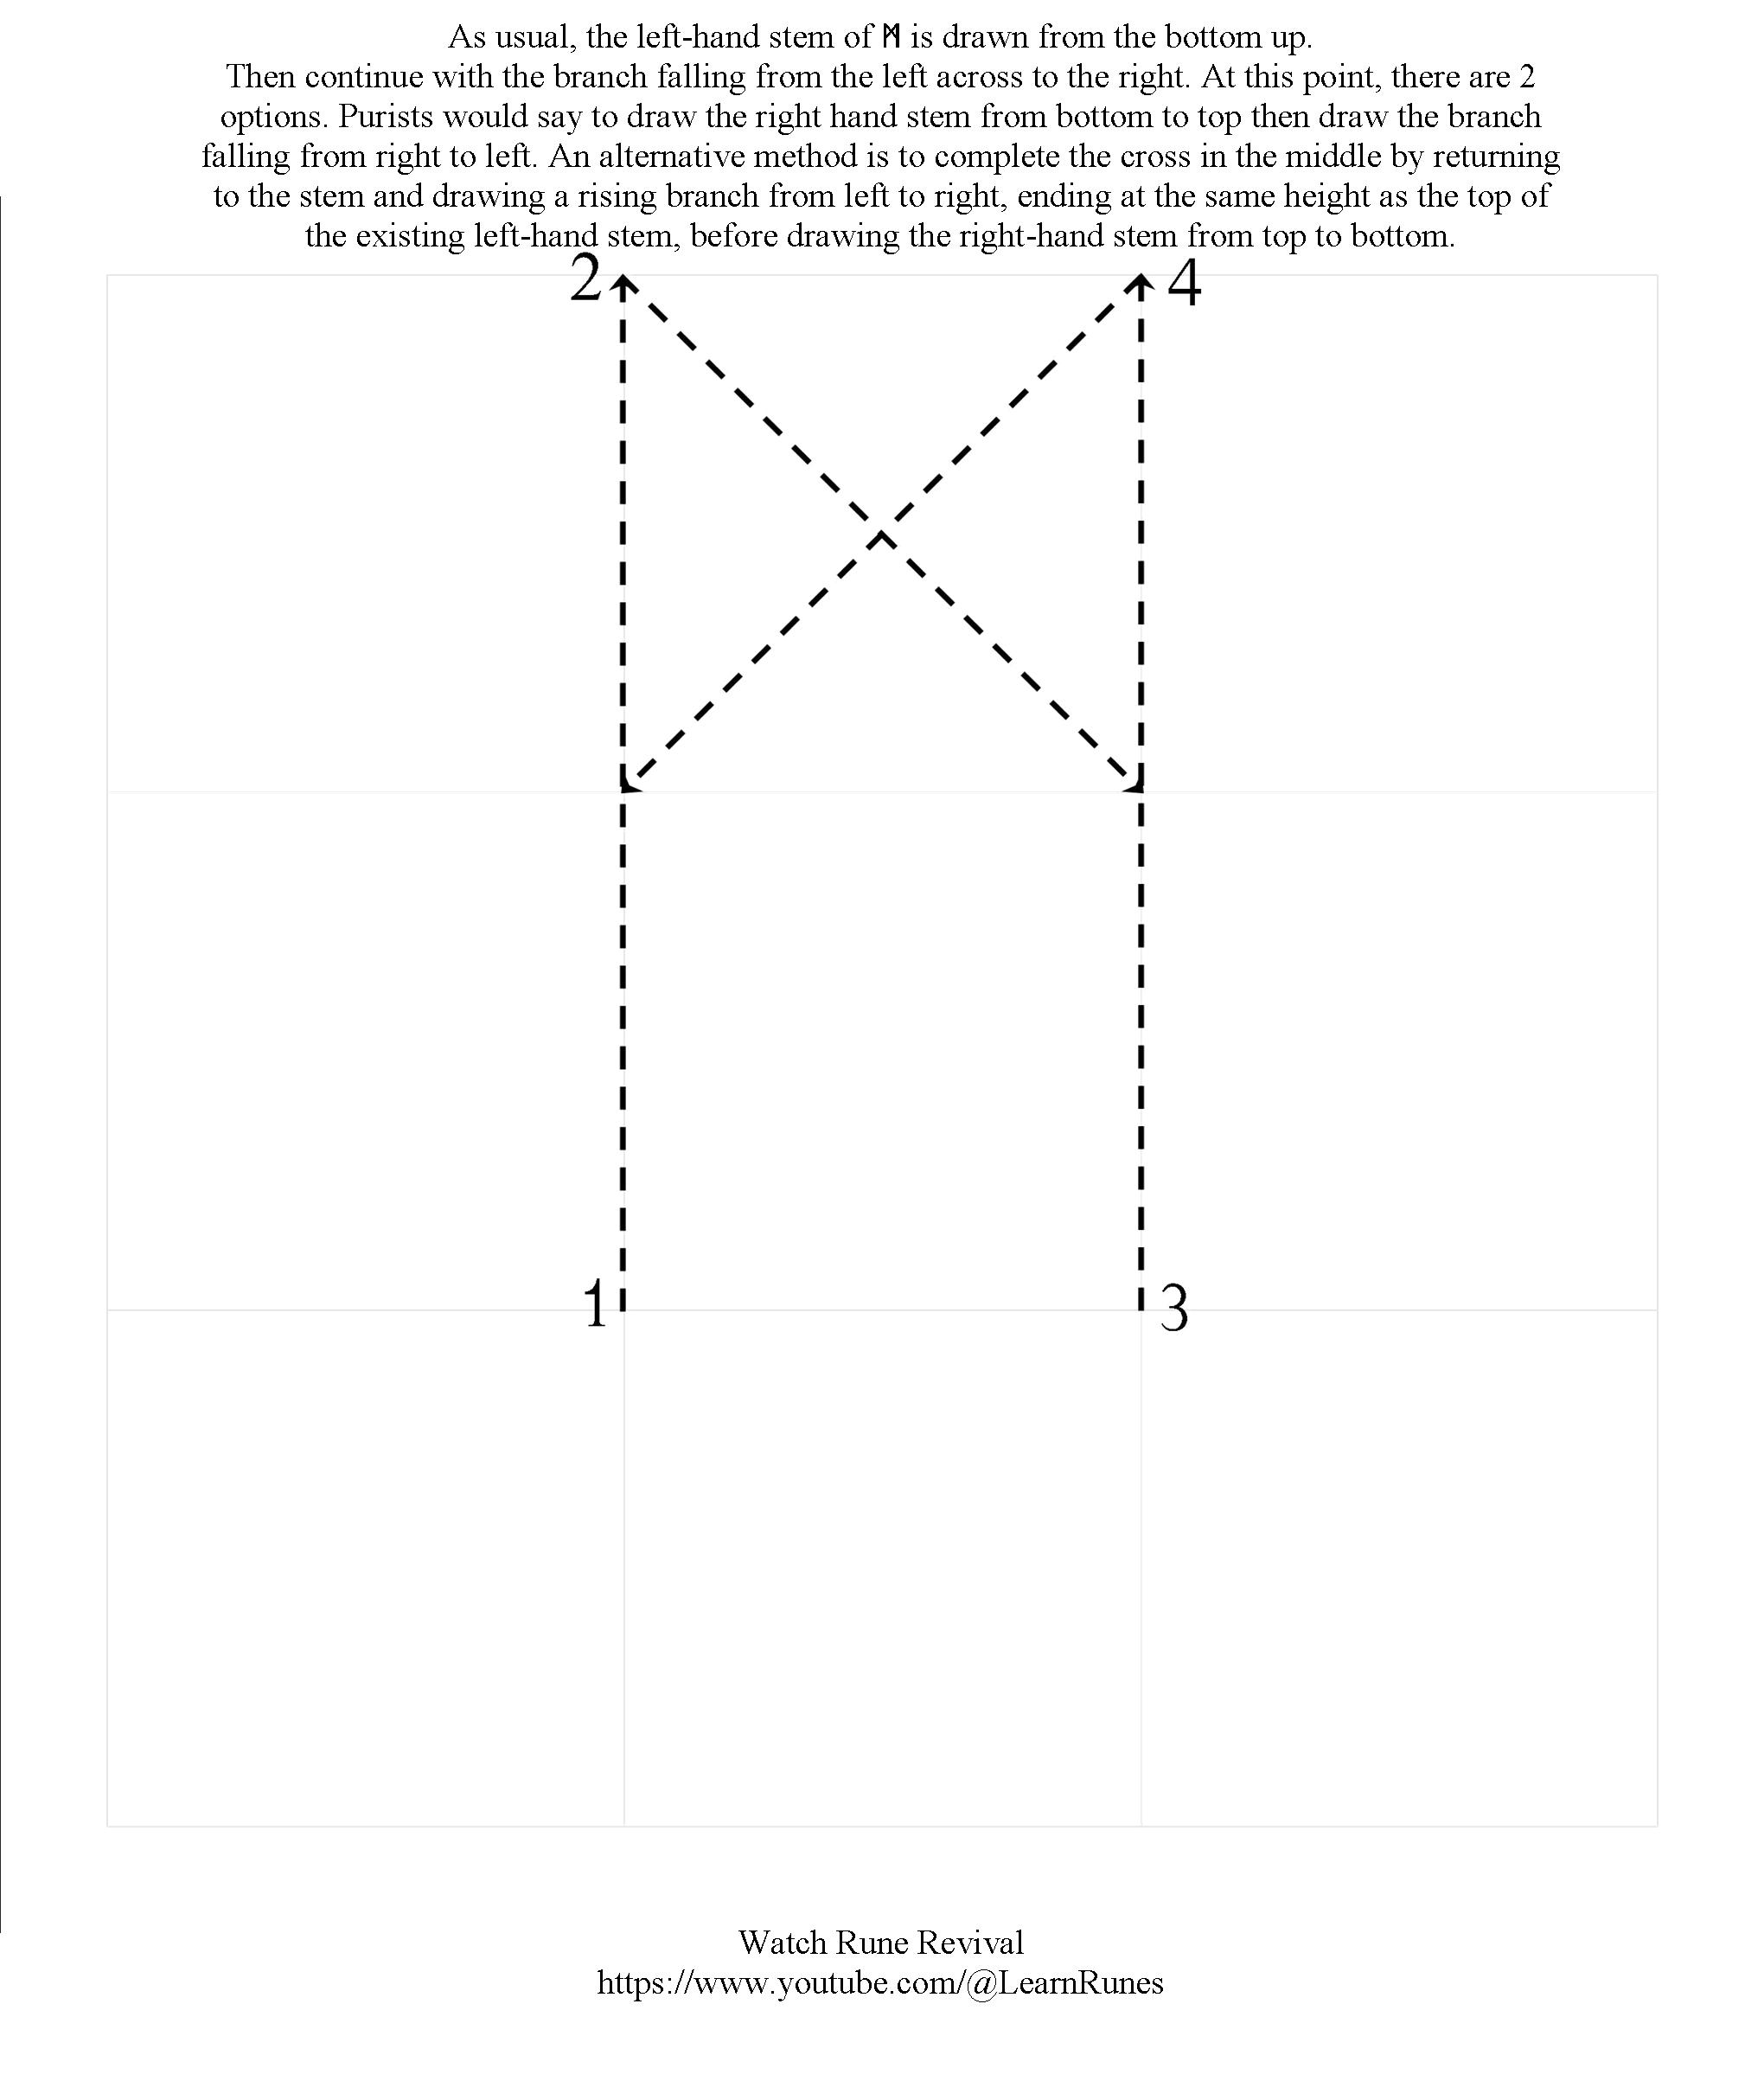 As usual, the left-hand stem of ᛗ is drawn from the bottom up.
Then continue with the branch falling from the left across to the right. At this point, there are 2
options. Purists would say to draw the right hand stem from bottom to top then draw the branch
falling from right to left. An alternative method is to complete the cross in the middle by returning
to the stem and drawing a rising branch from left to right, ending at the same height as the top of
the existing left-hand stem, before drawing the right-hand stem from top to bottom.
2 4
1 3
Watch Rune Revival
https://www.youtube.com/@LearnRunes